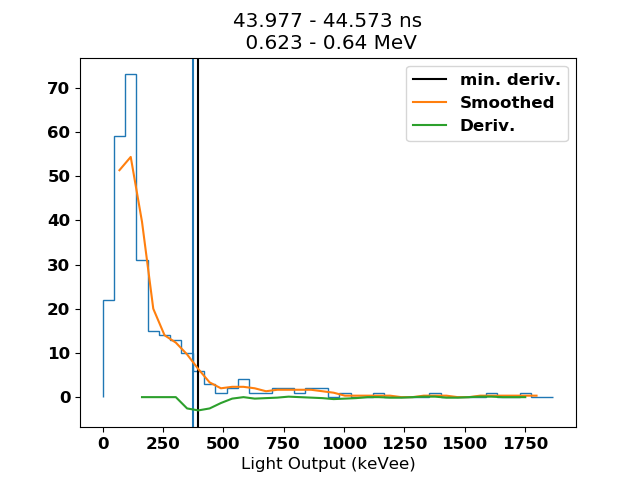 43.977 - 44.573 ns
0.623 - 0.64 MeV
min. deriv.
Smoothed
Deriv.
70
60
50
40
30
20
10
0
0 250 500 750 1000 1250 1500 1750
Light Output (keVee)